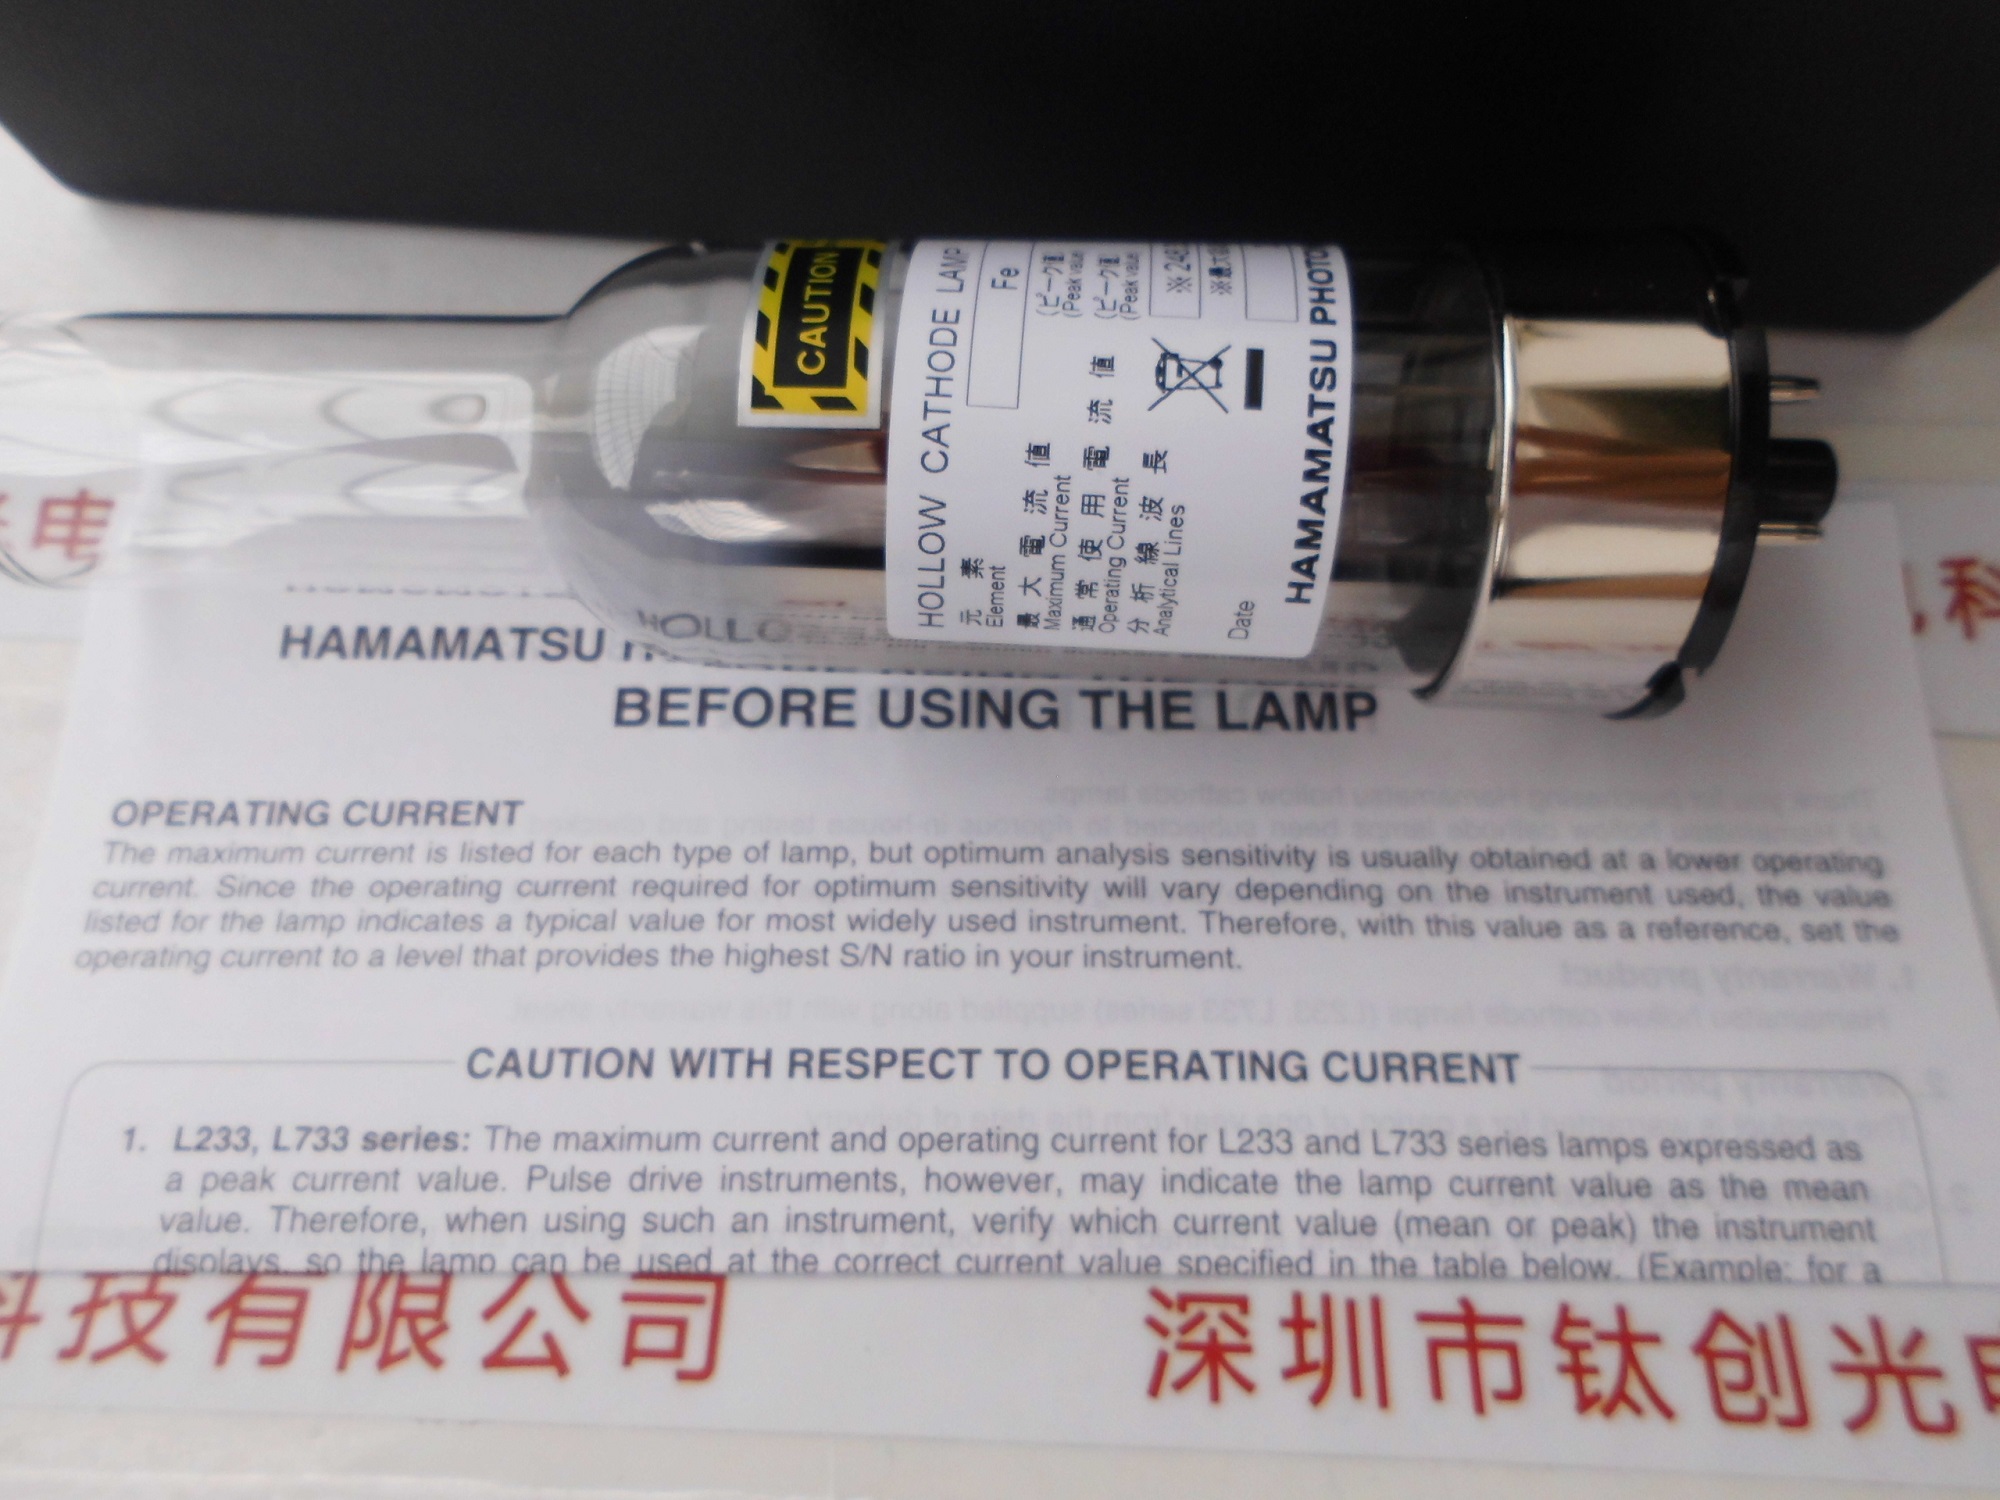 CAUTION
HOLLOW CATHODE LAMP
元素 Fe
Element
最大電流値 (ピーク値
Maximum Current (Peak value
通常使用電流値 (ピーク値
Operating Current (Peak value
分析線波長 ※ 248
Analytical Lines ※最大
Date
HAMAMATSU PHOTO
光电
HAMAMATSU
BEFORE USING THE LAMP
OPERATING CURRENT
The maximum current is listed for each type of lamp, but optimum analysis sensitivity is usually obtained at a lower operating
current. Since the operating current required for optimum sensitivity will vary depending on the instrument used, the value
listed for the lamp indicates a typical value for most widely used instrument. Therefore, with this value as a reference, set the
operating current to a level that provides the highest S/N ratio in your instrument.
CAUTION WITH RESPECT TO OPERATING CURRENT
1. L233, L733 series: The maximum current and operating current for L233 and L733 series lamps expressed as
a peak current value. Pulse drive instruments, however, may indicate the lamp current value as the mean
value. Therefore, when using such an instrument, verify which current value (mean or peak) the instrument
displays, so the lamp can be used at the correct current value specified in the table below. (Example: for a
科技有限公司 深圳市钛创光电
科